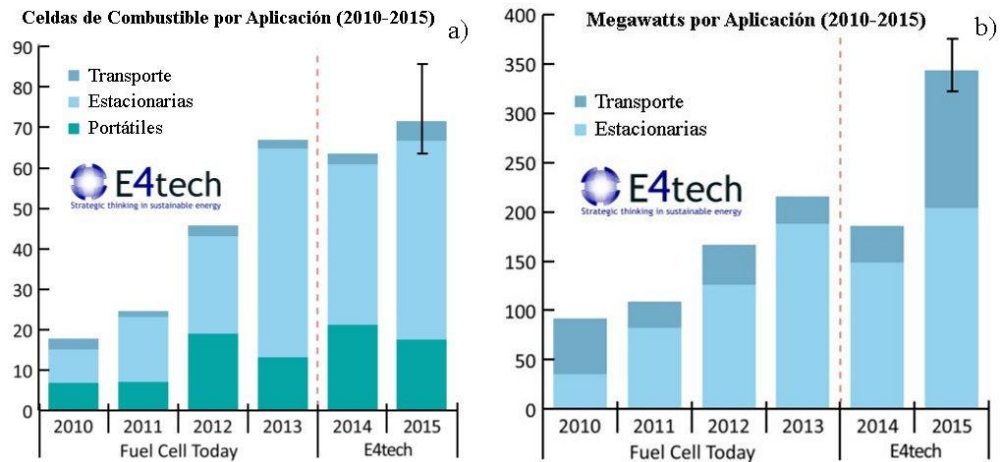 Celdas de Combustible por Aplicación (2010-2015)
a)
90
80
70
60
50
40
30
20
10
0
Transporte
Estacionarias
Portátiles
E4tech
Strategic thinking in sustainable energy
2010 2011 2012 2013 2014 2015
Fuel Cell Today E4tech
Megawatts por Aplicación (2010-2015)
b)
400
350
300
250
200
150
100
50
0
Transporte
Estacionarias
E4tech
Strategic thinking in sustainable energy
2010 2011 2012 2013 2014 2015
Fuel Cell Today E4tech